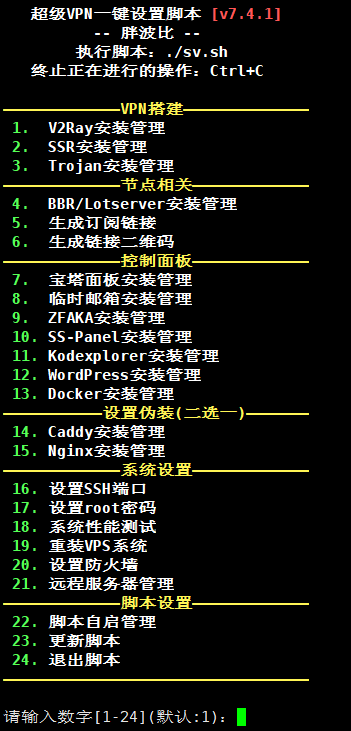 超级VPN一键设置脚本 [v7.4.1]
-- 胖波比 --
执行脚本：./sv.sh
终止正在进行的操作：Ctrl+C
VPN搭建
1. V2Ray安装管理
2. SSR安装管理
3. Trojan安装管理
节点相关
4. BBR/Lotserver安装管理
5. 生成订阅链接
6. 生成链接二维码
控制面板
7. 宝塔面板安装管理
8. 临时邮箱安装管理
9. ZFAKA安装管理
10. SS-Panel安装管理
11. Kodexplorer安装管理
12. WordPress安装管理
13. Docker安装管理
设置伪装(二选一)
14. Caddy安装管理
15. Nginx安装管理
系统设置
16. 设置SSH端口
17. 设置root密码
18. 系统性能测试
19. 重装VPS系统
20. 设置防火墙
21. 远程服务器管理
脚本设置
22. 脚本自启管理
23. 更新脚本
24. 退出脚本
请输入数字[1-24](默认:1)：